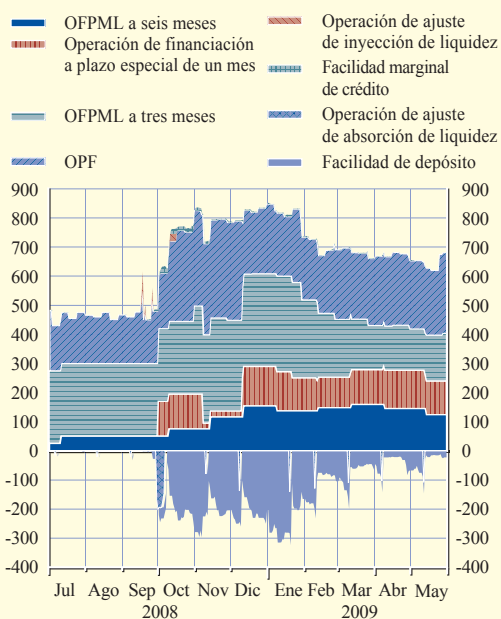 OFPML a seis meses
Operación de financiación
a plazo especial de un mes
OFPML a tres meses
OPF
Operación de ajuste
de inyección de liquidez
Facilidad marginal
de crédito
Operación de ajuste
de absorción de liquidez
Facilidad de depósito
900 900
800 800
700 700
600 600
500 500
400 400
300 300
200 200
100 100
0 0
-100 -100
-200 -200
-300 -300
-400 -400
Jul Ago Sep Oct Nov Dic Ene Feb Mar Abr May
2008 2009